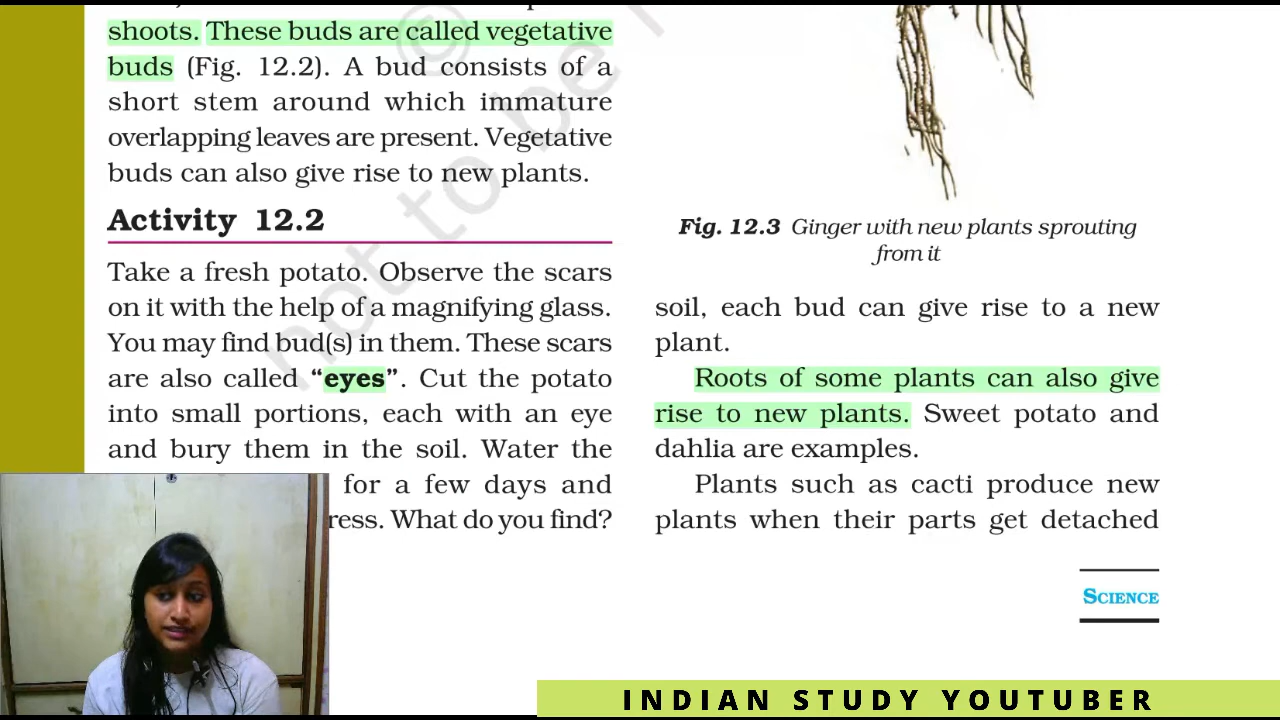 shoots. These buds are called vegetative
buds (Fig. 12.2). A bud consists of a
short stem around which immature
overlapping leaves are present. Vegetative
buds can also give rise to new plants.
Activity 12.2
Take a fresh potato. Observe the scars
on it with the help of a magnifying glass.
You may find bud(s) in them. These scars
are also called “eyes”. Cut the potato
into small portions, each with an eye
and bury them in the soil. Water the
for a few days and
ress. What do you find?
Fig. 12.3 Ginger with new plants sprouting
from it
soil, each bud can give rise to a new
plant.
Roots of some plants can also give
rise to new plants. Sweet potato and
dahlia are examples.
Plants such as cacti produce new
plants when their parts get detached
SCIENCE
© not to be r
INDIAN STUDY YOUTUBER